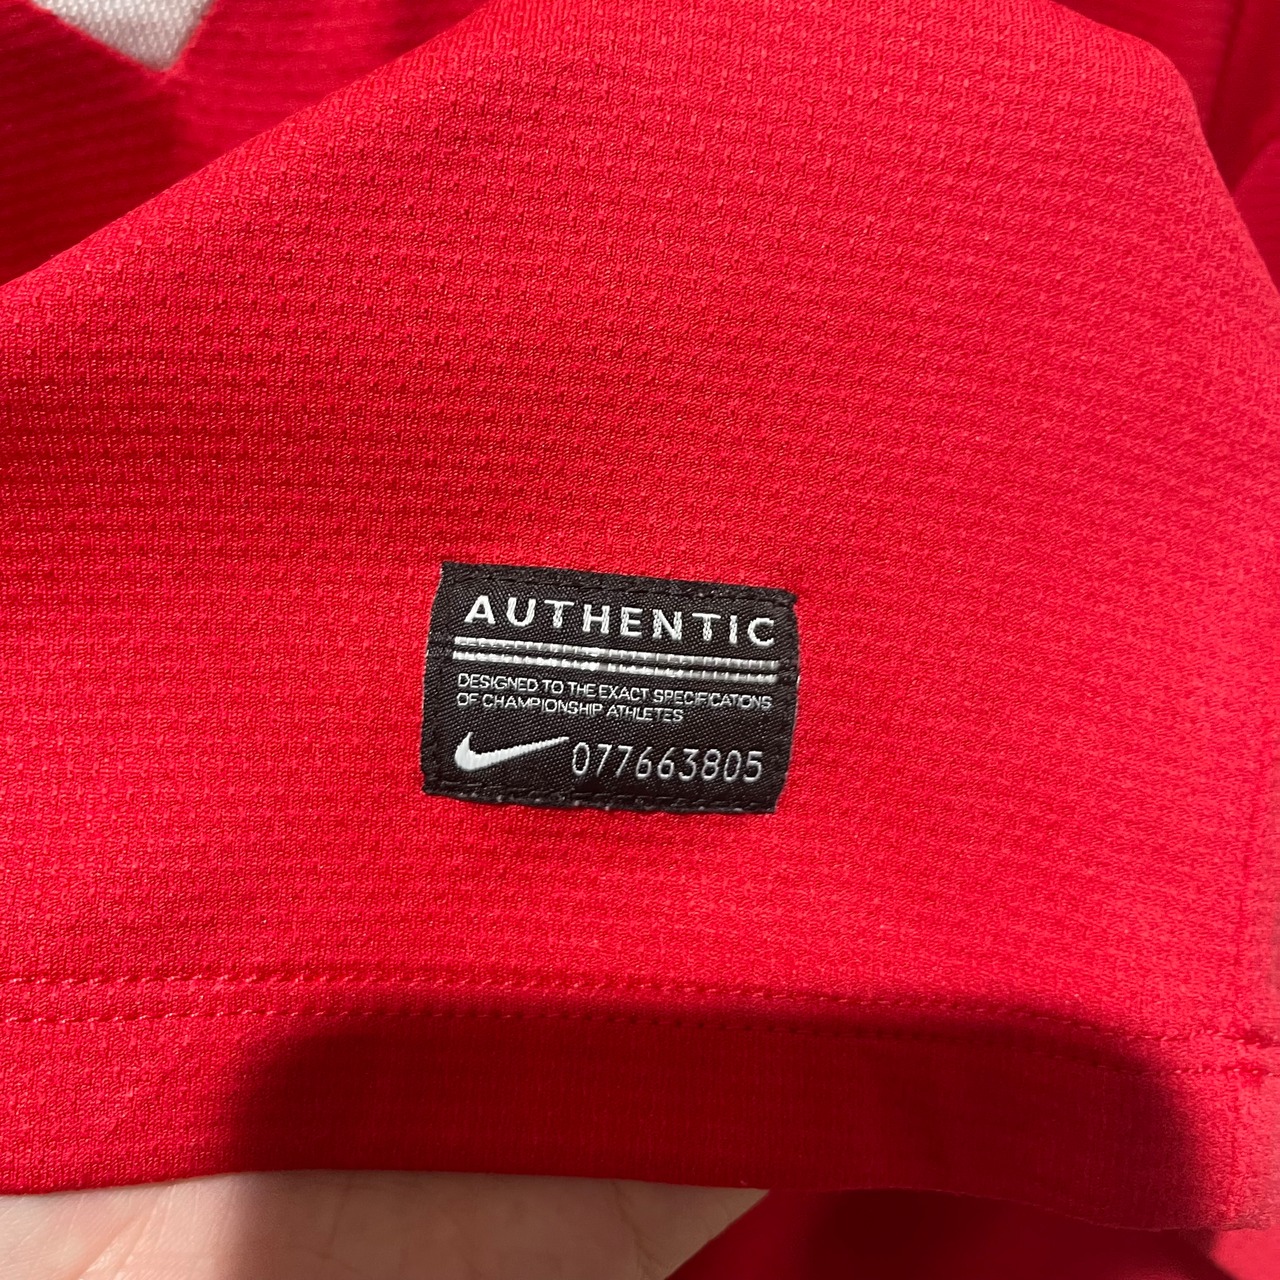 AUTHENTIC
DESIGNED TO THE EXACT SPECIFICATIONS
OF CHAMPIONSHIP ATHLETES
077663805